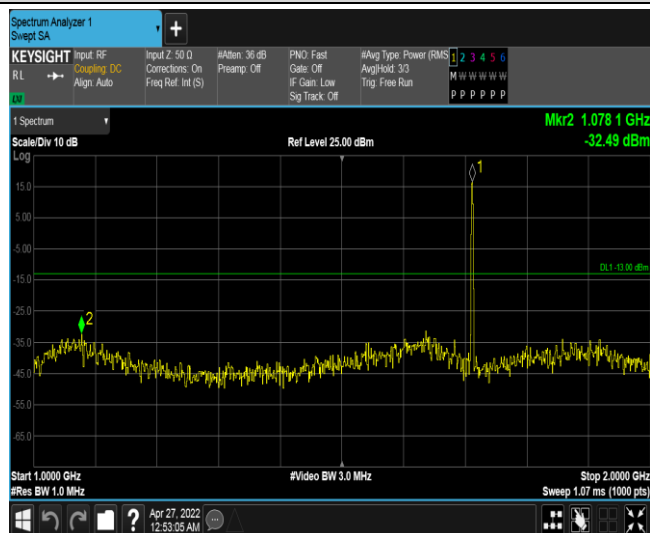 Spectrum Analyzer 1
Swept SA
+
KEYSIGHT Input: RF Input Z: 50 Ω #Atten: 36 dB PNO: Fast #Avg Type: Power (RMS 1 2 3 4 5 6
RL Coupling: DC Corrections: On Preamp: Off Gate: Off Avg|Hold: 3/3 M W W W W W
Align: Auto Freq Ref: Int (S) IF Gain: Low Trig: Free Run
Sig Track: Off P P P P P P
LXI
1 Spectrum Mkr2 1.078 1 GHz
Scale/Div 10 dB Ref Level 25.00 dBm -32.49 dBm
Log
1
15.0
5.00
-5.00
DL1 -13.00 dBm
-15.0
-25.0
2
-35.0
-45.0
-55.0
-65.0
Start 1.0000 GHz #Video BW 3.0 MHz Stop 2.0000 GHz
#Res BW 1.0 MHz Sweep 1.07 ms (1000 pts)
? Apr 27, 2022
12:53:05 AM